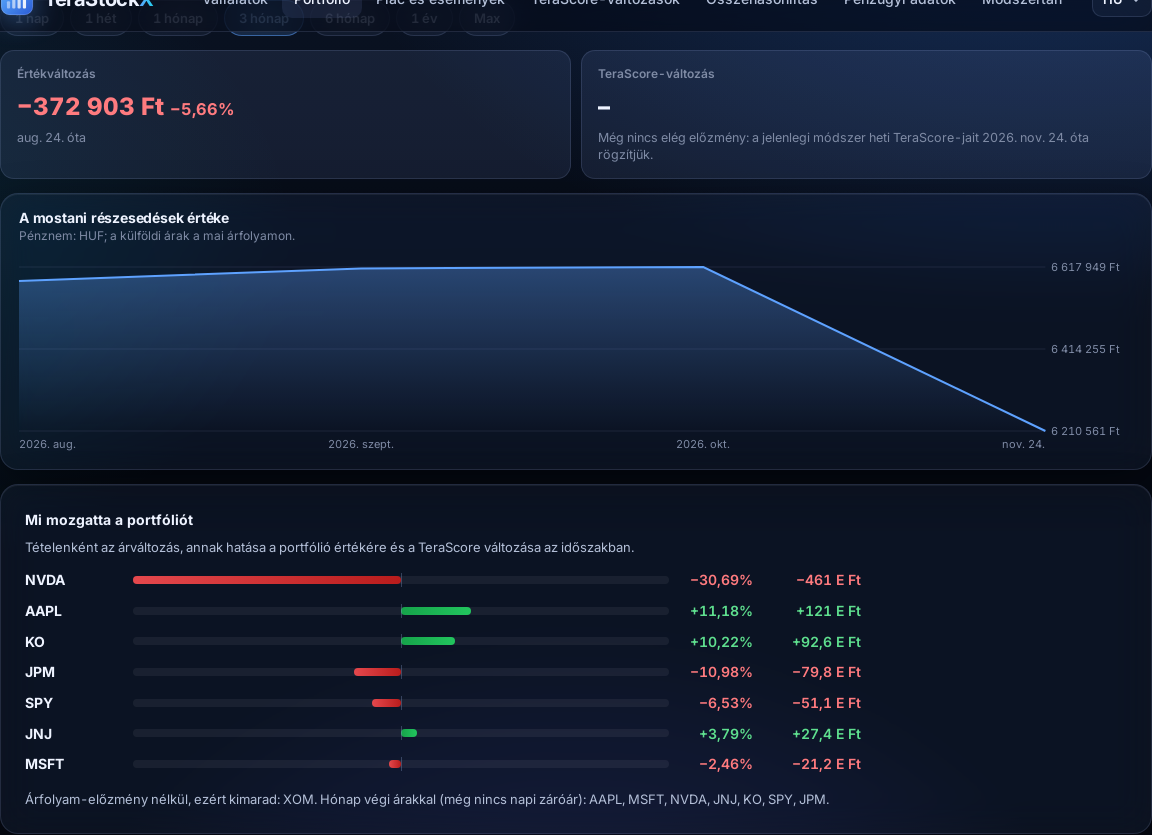 TeraStockX Vállalatok Portfólió Piac és események TeraScore-változások Összehasonlítás Pénzügyi adatok Módszertan HU
1 nap 1 hét 1 hónap 3 hónap 6 hónap 1 év Max
Értékváltozás
−372 903 Ft −5,66%
aug. 24. óta
TeraScore-változás
–
Még nincs elég előzmény: a jelenlegi módszer heti TeraScore-jait 2026. nov. 24. óta
rögzítjük.
A mostani részesedések értéke
Pénznem: HUF; a külföldi árak a mai árfolyamon.
6 617 949 Ft
6 414 255 Ft
6 210 561 Ft
2026. aug. 2026. szept. 2026. okt. nov. 24.
Mi mozgatta a portfóliót
Tételenként az árváltozás, annak hatása a portfólió értékére és a TeraScore változása az időszakban.
NVDA −30,69% −461 E Ft
AAPL +11,18% +121 E Ft
KO +10,22% +92,6 E Ft
JPM −10,98% −79,8 E Ft
SPY −6,53% −51,1 E Ft
JNJ +3,79% +27,4 E Ft
MSFT −2,46% −21,2 E Ft
Árfolyam-előzmény nélkül, ezért kimarad: XOM. Hónap végi árakkal (még nincs napi záróár): AAPL, MSFT, NVDA, JNJ, KO, SPY, JPM.